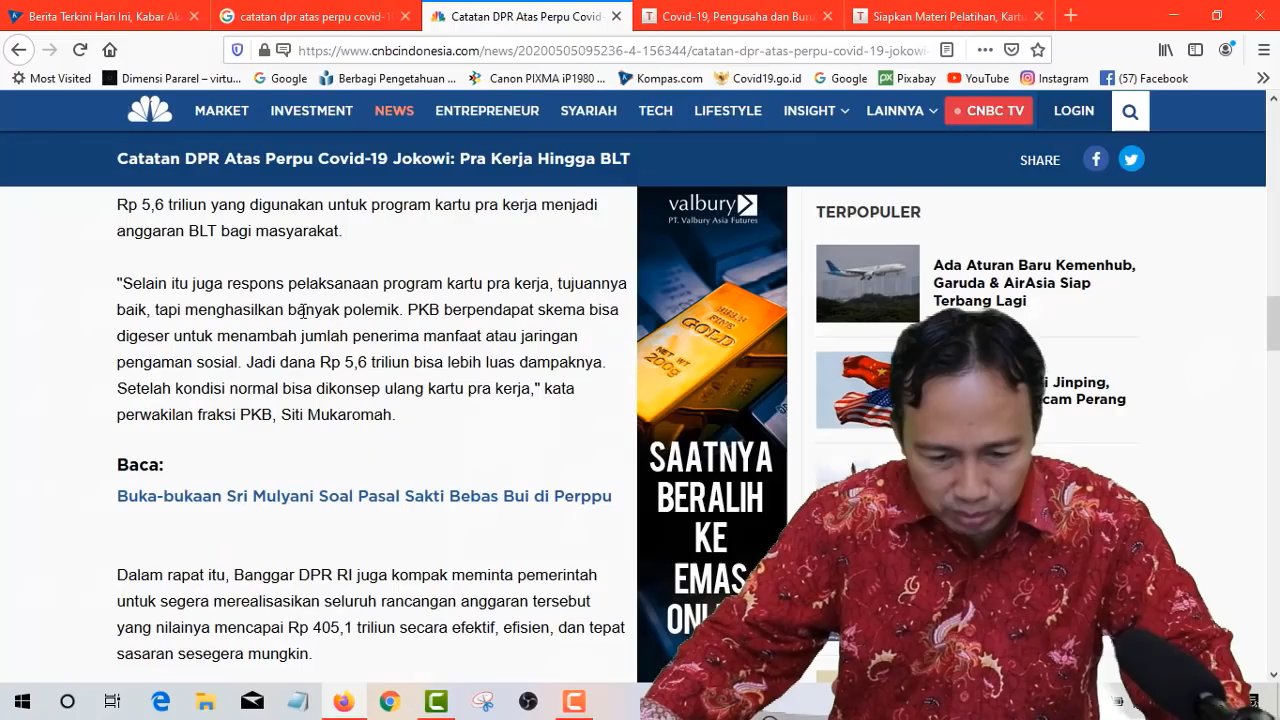 Berita Terkini Hari Ini, Kabar Ak
catatan dpr atas perpu covid-1
Catatan DPR Atas Perpu Covid-
Covid-19, Pengusaha dan Buru
Siapkan Materi Pelatihan, Kartu
https://www.cnbcindonesia.com/news/20200505095236-4-156344/catatan-dpr-atas-perpu-covid-19-jokowi-
Most Visited
Dimensi Pararel – virtu...
Google
Berbagi Pengetahuan ...
Canon PIXMA iP1980 ...
Kompas.com
Covid19.go.id
Google
Pixabay
YouTube
Instagram
(57) Facebook
MARKET INVESTMENT NEWS ENTREPRENEUR SYARIAH TECH LIFESTYLE INSIGHT LAINNYA CNBC TV LOGIN
Catatan DPR Atas Perpu Covid-19 Jokowi: Pra Kerja Hingga BLT
SHARE
Rp 5,6 triliun yang digunakan untuk program kartu pra kerja menjadi
anggaran BLT bagi masyarakat.
"Selain itu juga respons pelaksanaan program kartu pra kerja, tujuannya
baik, tapi menghasilkan banyak polemik. PKB berpendapat skema bisa
digeser untuk menambah jumlah penerima manfaat atau jaringan
pengaman sosial. Jadi dana Rp 5,6 triliun bisa lebih luas dampaknya.
Setelah kondisi normal bisa dikonsep ulang kartu pra kerja," kata
perwakilan fraksi PKB, Siti Mukaromah.
Baca:
Buka-bukaan Sri Mulyani Soal Pasal Sakti Bebas Bui di Perppu
Dalam rapat itu, Banggar DPR RI juga kompak meminta pemerintah
untuk segera merealisasikan seluruh rancangan anggaran tersebut
yang nilainya mencapai Rp 405,1 triliun secara efektif, efisien, dan tepat
sasaran sesegera mungkin.
valbury
PT. Valbury Asia Futures
FINE
GOLD
200g
SAATNYA
BERALIH
KE
EMAS
TERPOPULER
Ada Aturan Baru Kemenhub,
Garuda & AirAsia Siap
Terbang Lagi
Jinping,
Perang